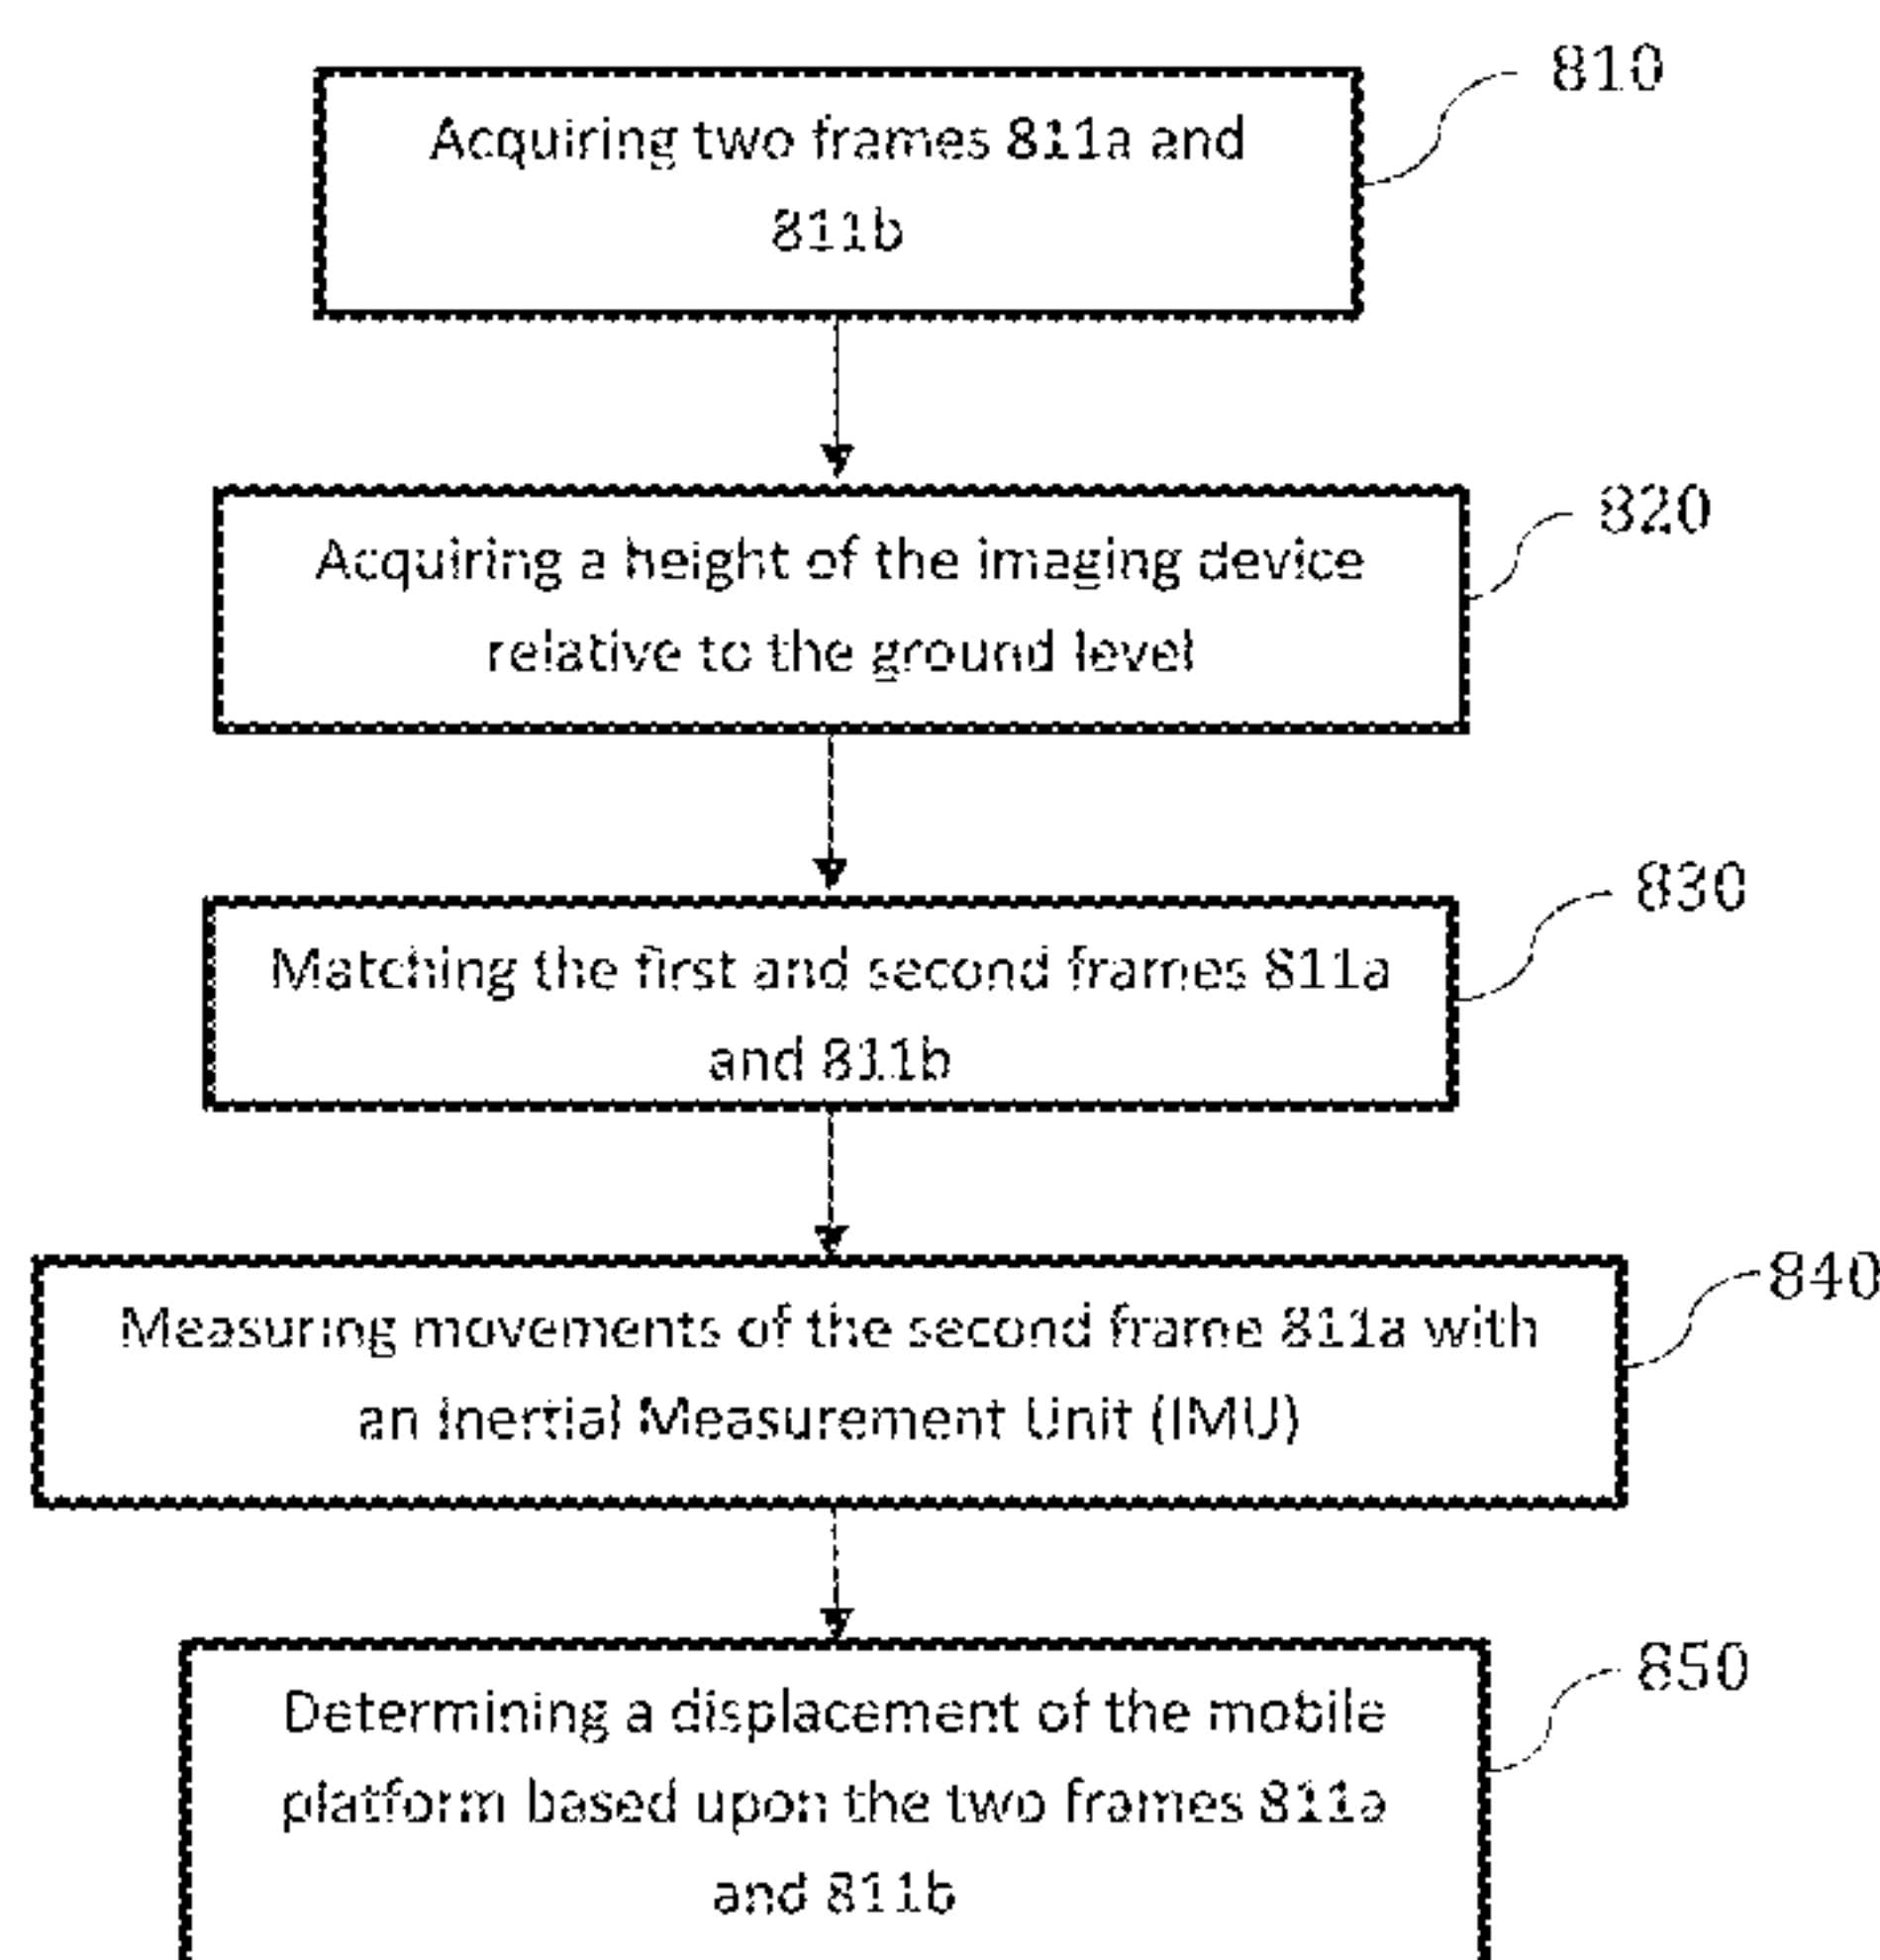 810
Acquiring two frames 811a and
811b
820
Acquiring a height of the imaging device
relative to the ground level
830
Matching the first and second frames 811a
and 811b
840
Measuring movements of the second frame 811a with
an Inertial Measurement Unit (IMU)
850
Determining a displacement of the mobile
platform based upon the two frames 811a
and 811b